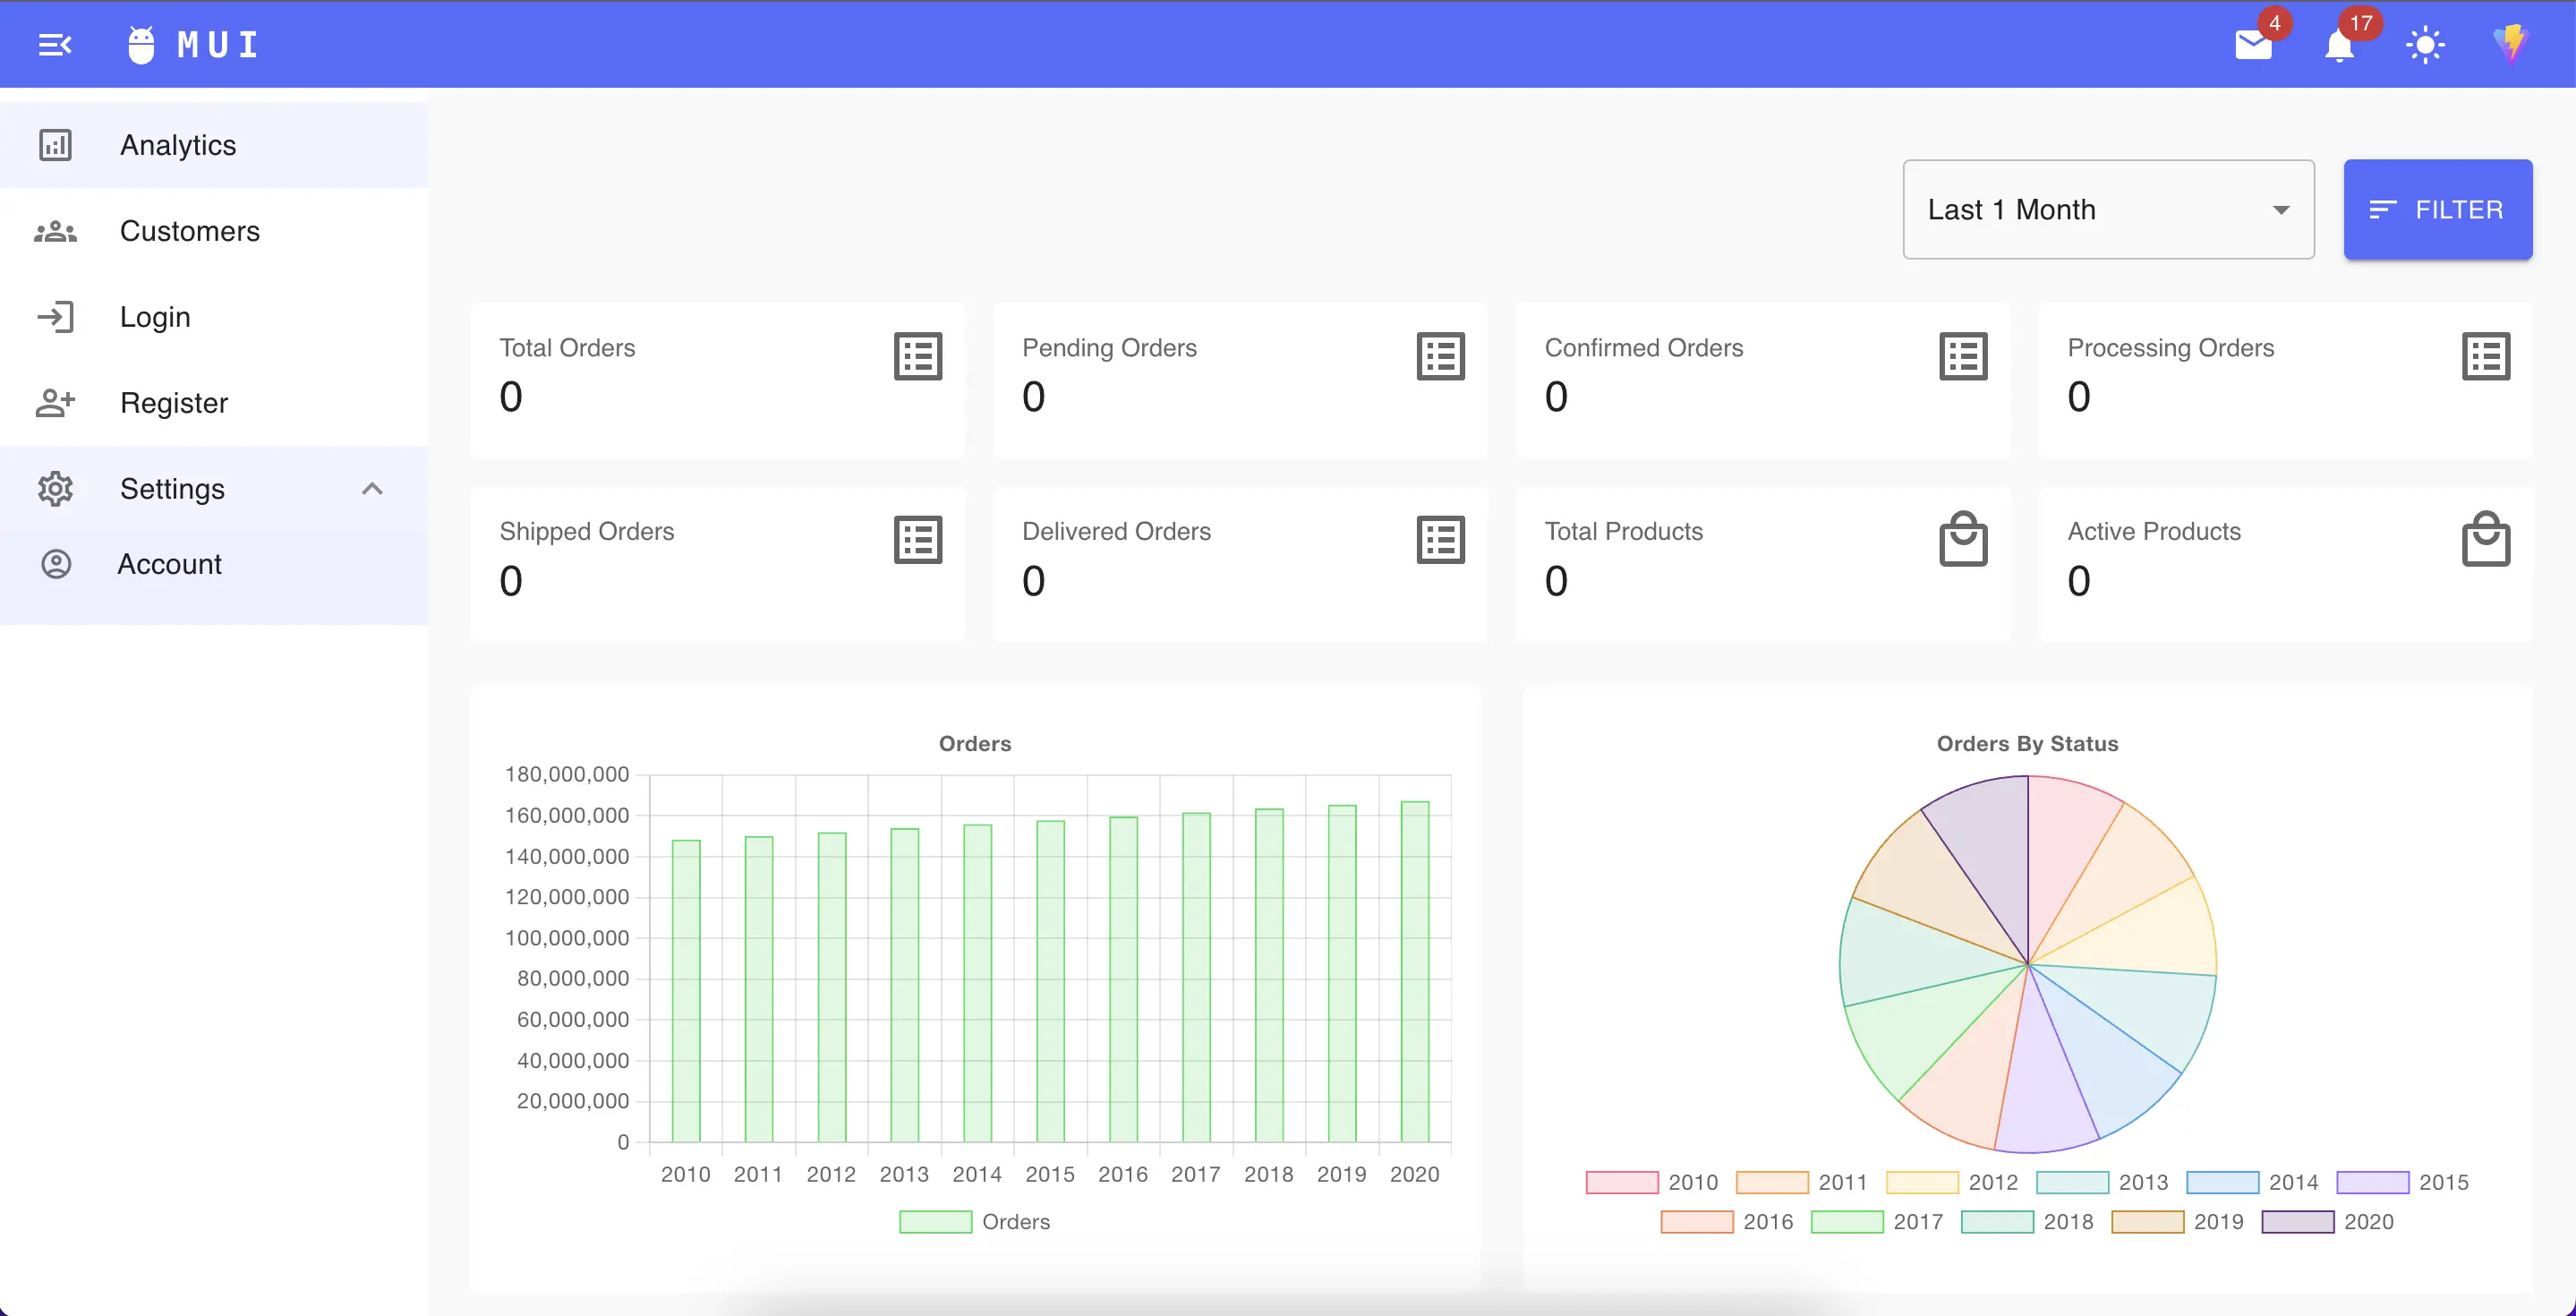 MUI
4
17
Analytics
Customers
Login
Register
Settings
Account
Last 1 Month
FILTER
Total Orders
0
Pending Orders
0
Confirmed Orders
0
Processing Orders
0
Shipped Orders
0
Delivered Orders
0
Total Products
0
Active Products
0
Orders
180,000,000
160,000,000
140,000,000
120,000,000
100,000,000
80,000,000
60,000,000
40,000,000
20,000,000
0
2010 2011 2012 2013 2014 2015 2016 2017 2018 2019 2020
Orders
Orders By Status
2010 2011 2012 2013 2014 2015
2016 2017 2018 2019 2020